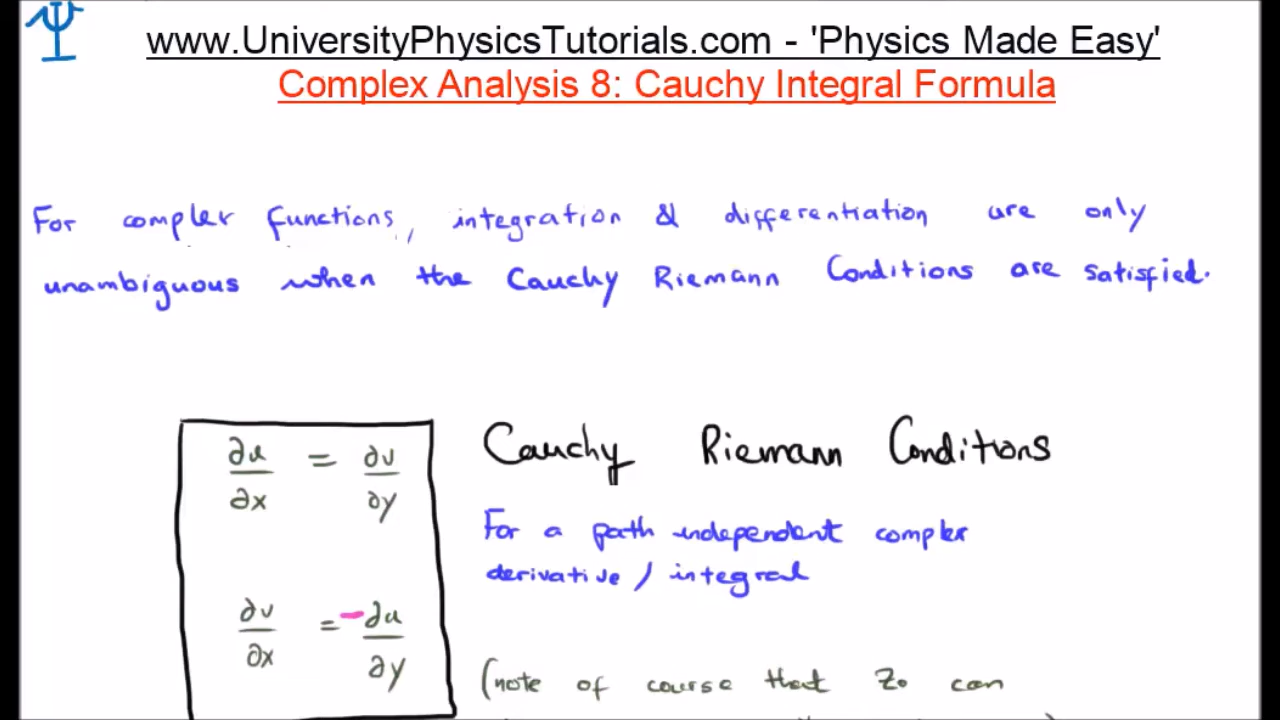 www.UniversityPhysicsTutorials.com - 'Physics Made Easy'
Complex Analysis 8: Cauchy Integral Formula
For complex functions, integration & differentiation are only
unambiguous when the Cauchy Riemann Conditions are satisfied.
∂u/∂x = ∂v/∂y
Cauchy Riemann Conditions
For a path independent complex
derivative / integral
∂v/∂x = -∂u/∂y
(note of course that Z₀ can